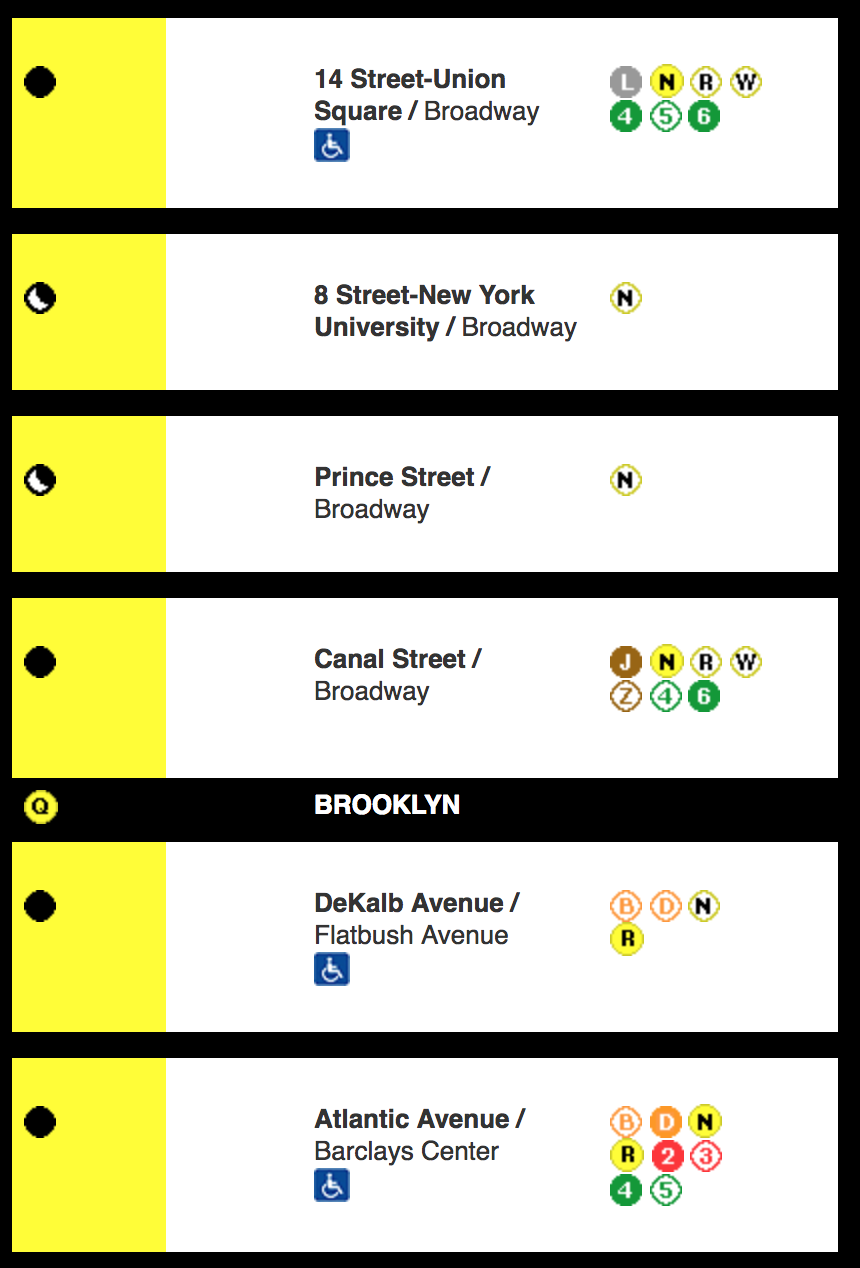 14 Street-Union
Square / Broadway
L N R W
4 5 6
8 Street-New York
University / Broadway
N
Prince Street /
Broadway
N
Canal Street /
Broadway
J N R W
Z 4 6
Q BROOKLYN
DeKalb Avenue /
Flatbush Avenue
B D N
R
Atlantic Avenue /
Barclays Center
B D N
R 2 3
4 5